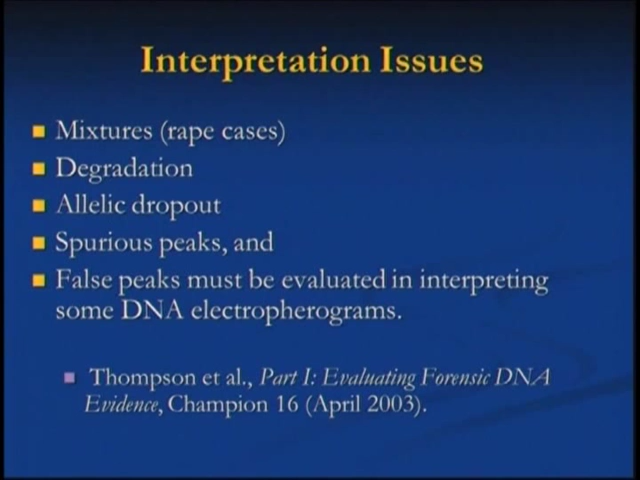 Interpretation Issues
Mixtures (rape cases)
Degradation
Allelic dropout
Spurious peaks, and
False peaks must be evaluated in interpreting
some DNA electropherograms.
Thompson et al., Part I: Evaluating Forensic DNA
Evidence, Champion 16 (April 2003).